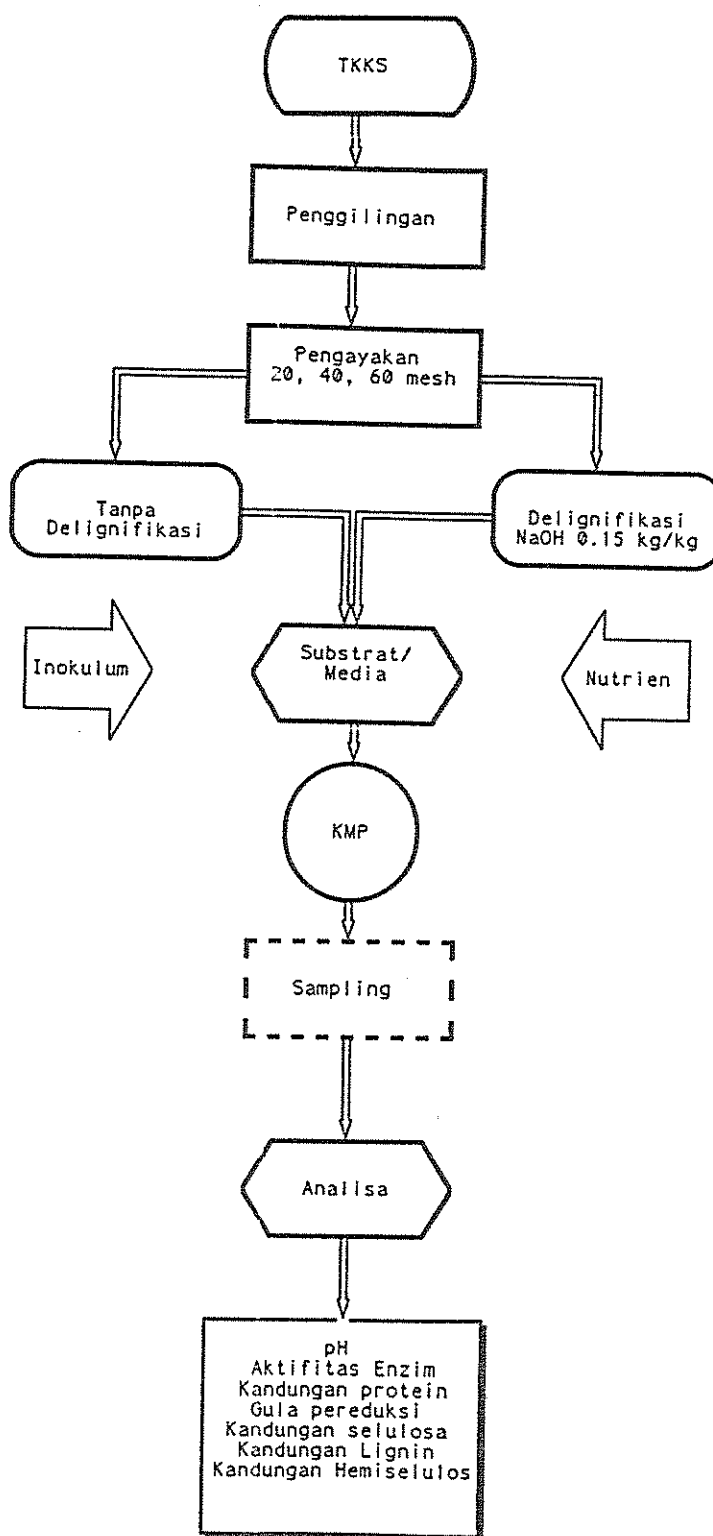 TKKS
Penggilingan
Pengayakan
20, 40, 60 mesh
Tanpa
Delignifikasi
Delignifikasi
NaOH 0.15 kg/kg
Inokulum
Substrat/
Media
Nutrien
KMP
Sampling
Analisa
pH
Aktifitas Enzim
Kandungan protein
Gula pereduksi
Kandungan selulosa
Kandungan Lignin
Kandungan Hemiselulos